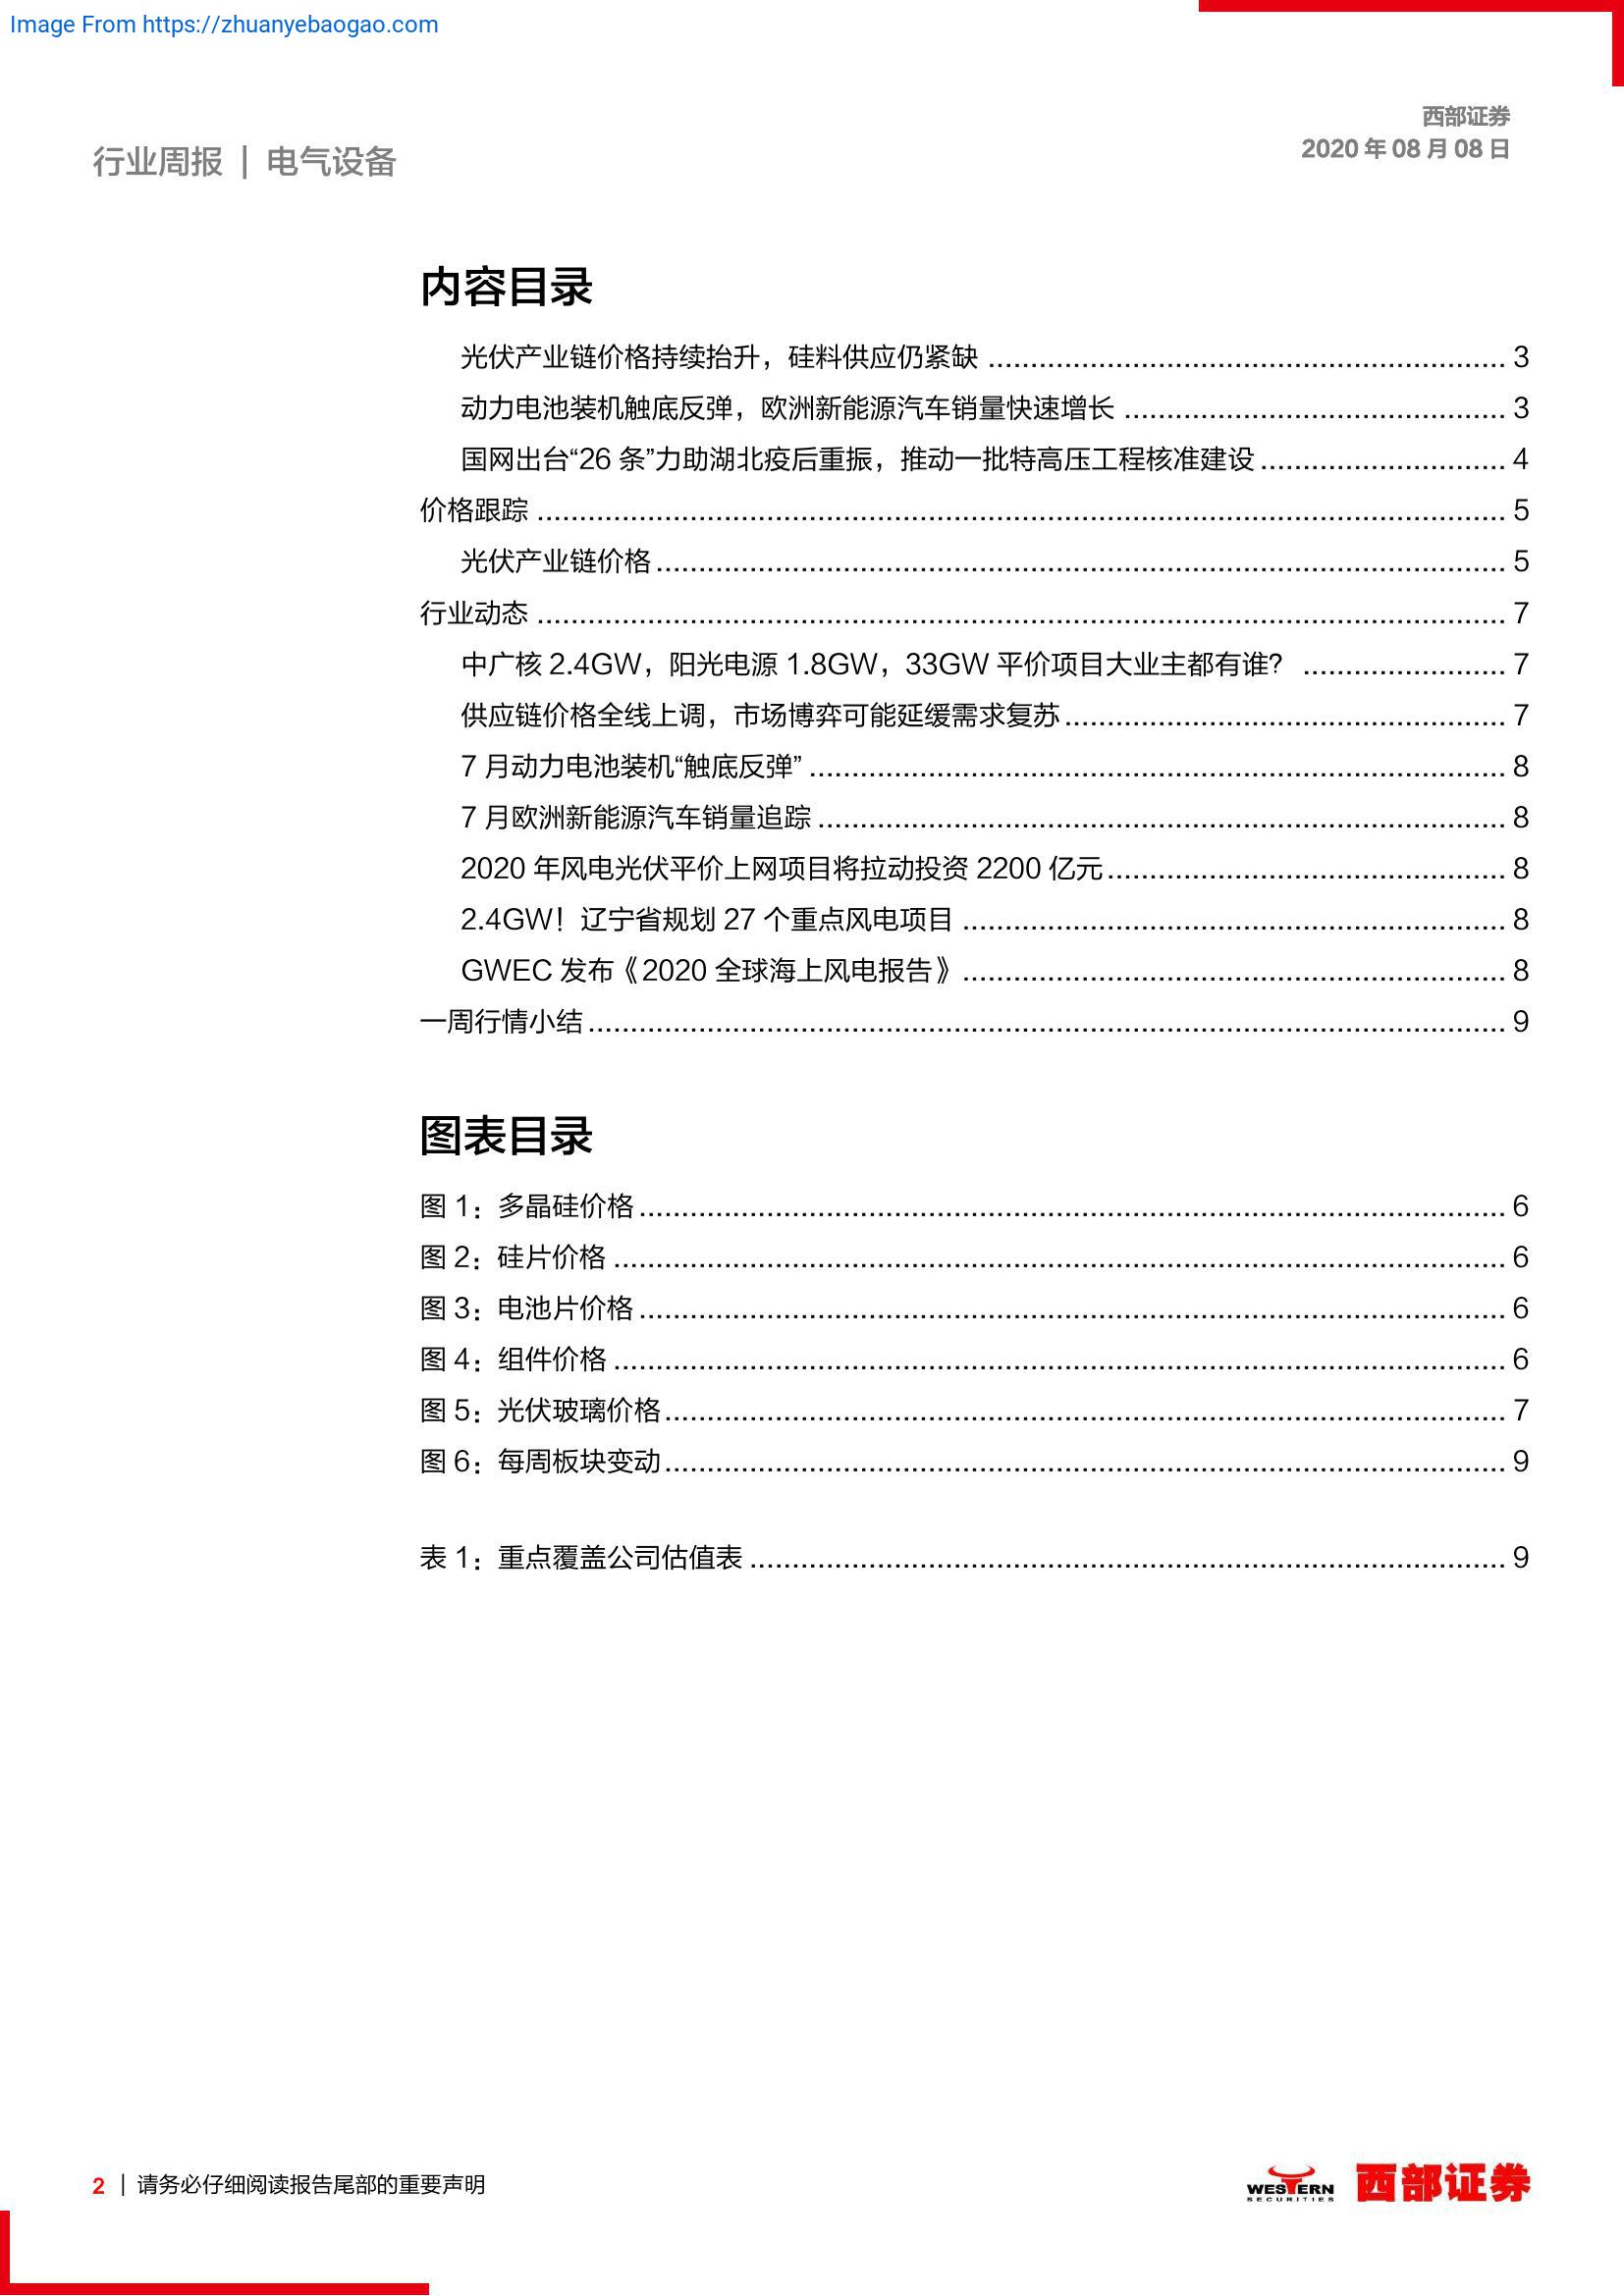 Image From https://zhuanyebaogao.com
西部证券
2020 年 08 月 08 日
行业周报 | 电气设备
内容目录
光伏产业链价格持续抬升，硅料供应仍紧缺 ............................................................. 3
动力电池装机触底反弹，欧洲新能源汽车销量快速增长 ............................................. 3
国网出台“26 条”力助湖北疫后重振，推动一批特高压工程核准建设 ............................. 4
价格跟踪 .................................................................................................................. 5
光伏产业链价格.................................................................................................... 5
行业动态 .................................................................................................................. 7
中广核 2.4GW，阳光电源 1.8GW，33GW 平价项目大业主都有谁？ ........................ 7
供应链价格全线上调，市场博弈可能延缓需求复苏.................................................... 7
7 月动力电池装机“触底反弹” .................................................................................. 8
7 月欧洲新能源汽车销量追踪 ................................................................................. 8
2020 年风电光伏平价上网项目将拉动投资 2200 亿元............................................... 8
2.4GW！辽宁省规划 27 个重点风电项目 ................................................................ 8
GWEC 发布《2020 全球海上风电报告》................................................................ 8
一周行情小结............................................................................................................ 9
图表目录
图 1：多晶硅价格...................................................................................................... 6
图 2：硅片价格 ......................................................................................................... 6
图 3：电池片价格...................................................................................................... 6
图 4：组件价格 ......................................................................................................... 6
图 5：光伏玻璃价格................................................................................................... 7
图 6：每周板块变动................................................................................................... 9
表 1：重点覆盖公司估值表 ......................................................................................... 9
2 | 请务必仔细阅读报告尾部的重要声明
WESTERN
SECURITIES
西部证券